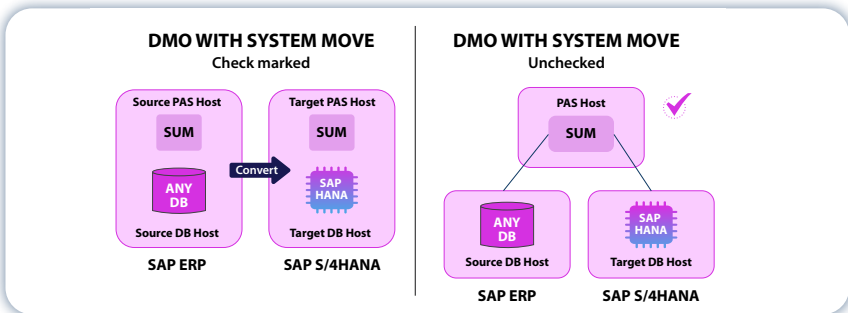 DMO WITH SYSTEM MOVE
Check marked
Source PAS Host
Target PAS Host
SUM
SUM
Convert
ANY
DB
SAP
HANA
Source DB Host
Target DB Host
SAP ERP
SAP S/4HANA
DMO WITH SYSTEM MOVE
Unchecked
PAS Host
SUM
ANY
DB
SAP
HANA
Source DB Host
Target DB Host
SAP ERP
SAP S/4HANA